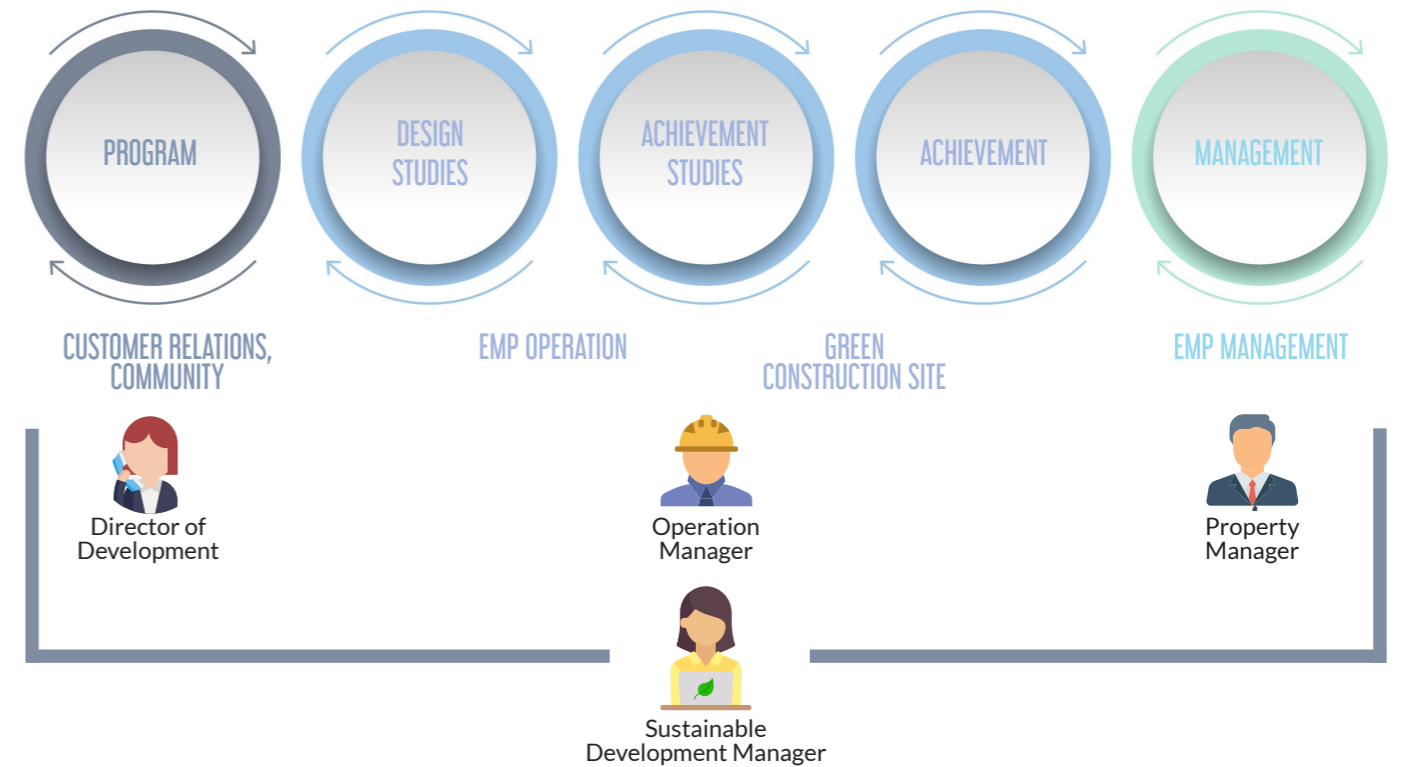 PROGRAM
DESIGN
STUDIES
ACHIEVEMENT
STUDIES
ACHIEVEMENT
MANAGEMENT
CUSTOMER RELATIONS,
COMMUNITY
EMP OPERATION
GREEN
CONSTRUCTION SITE
EMP MANAGEMENT
Director of
Development
Operation
Manager
Property
Manager
Sustainable
Development Manager